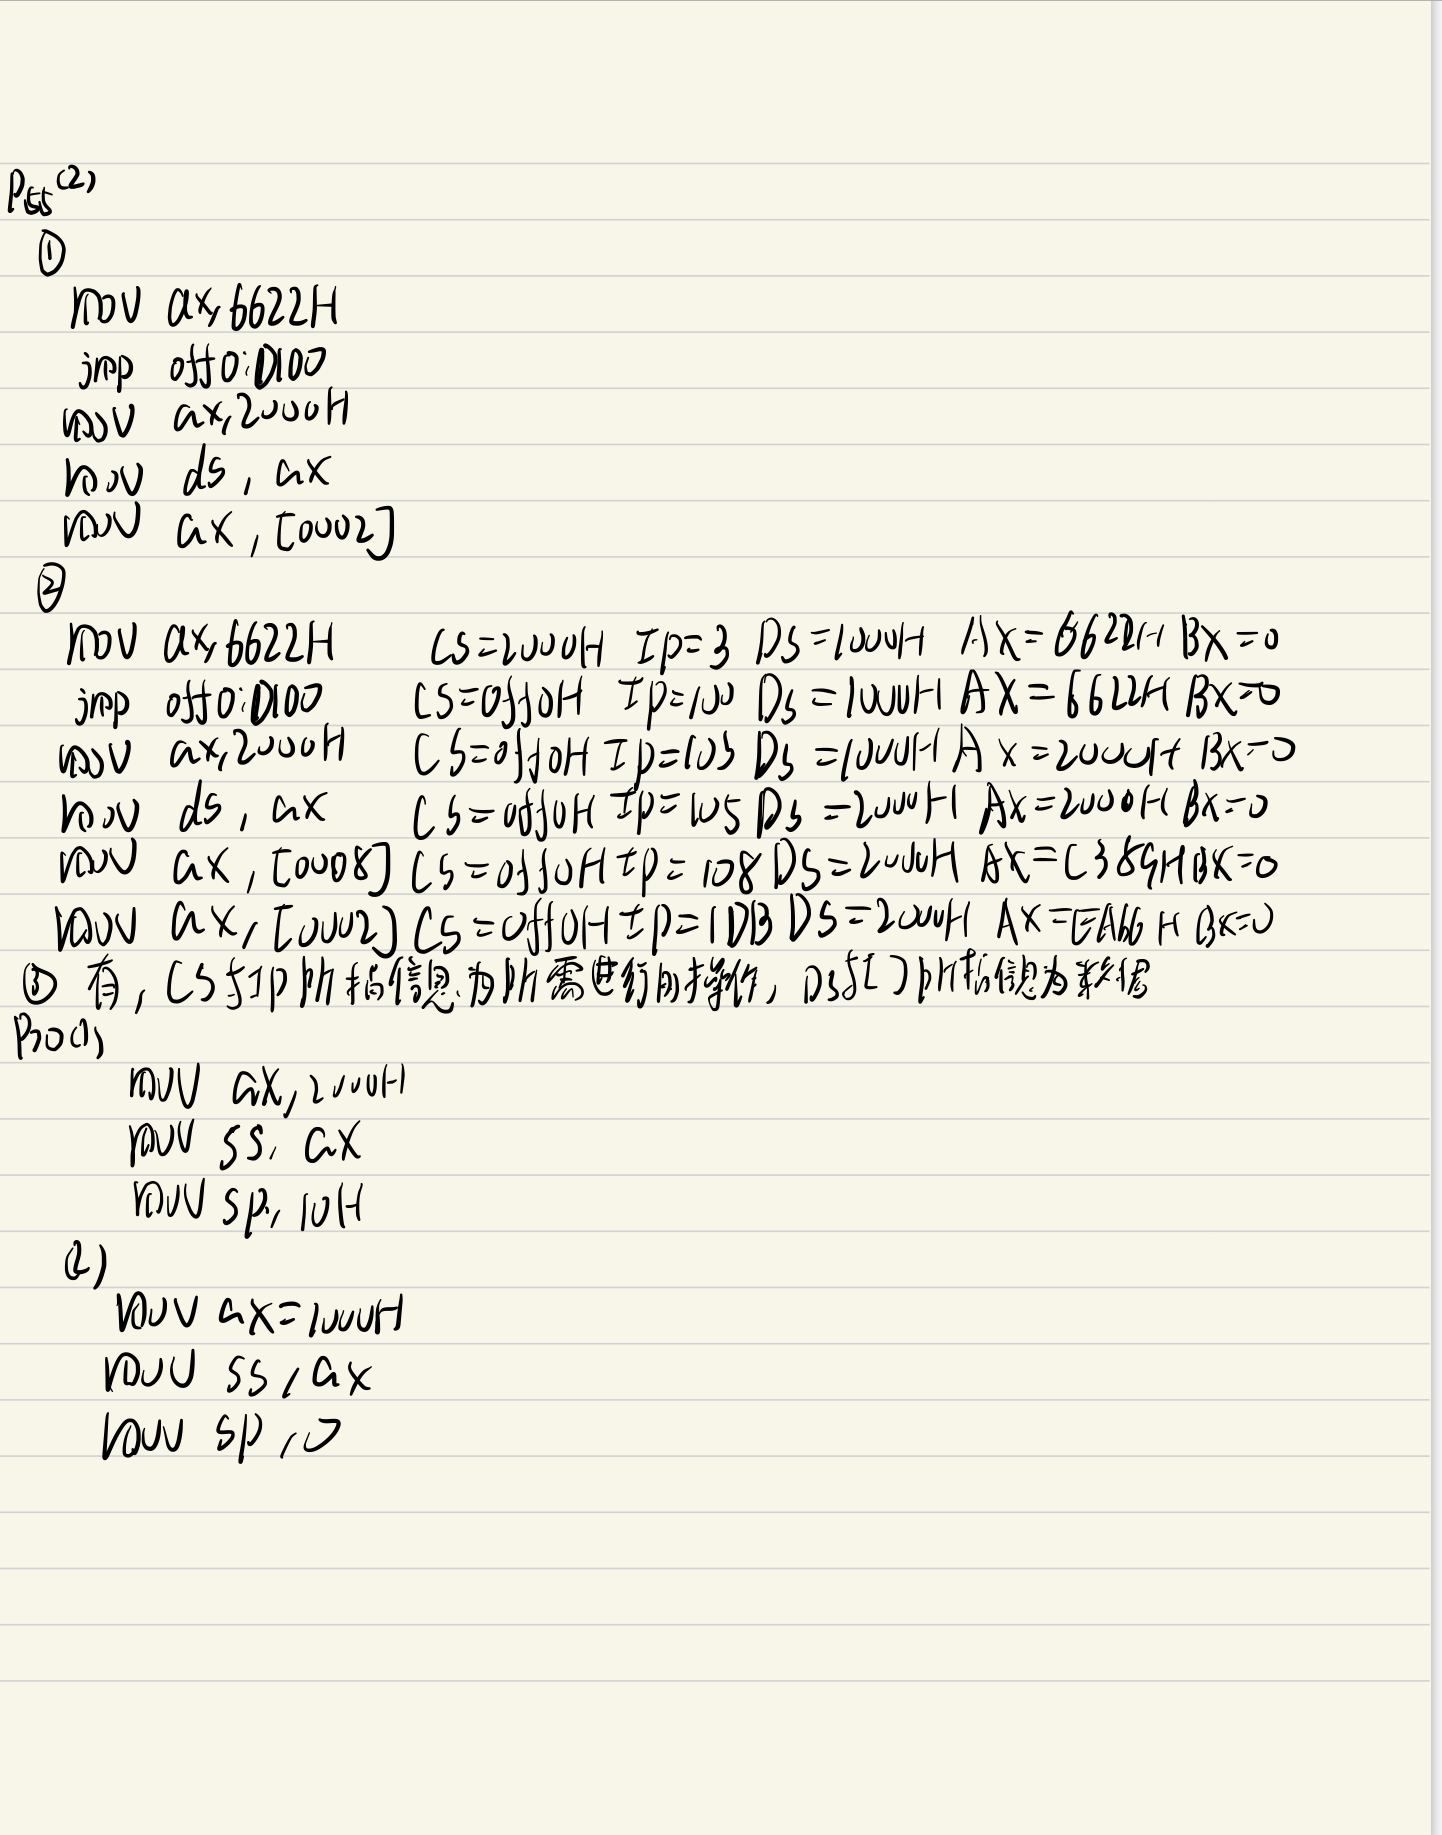 P55(2)
①
mov ax,6622H
jmp 0ff0:0100
mov ax,2000H
mov ds, ax
mov ax, [0002]
②
mov ax,6622H CS=2000H IP=3 DS=1000H AX=6622H BX=0
jmp 0ff0:0100 CS=0ff0H IP=100 DS=1000H AX=6622H BX=0
mov ax,2000H CS=0ff0H IP=103 DS=1000H AX=2000H BX=0
mov ds, ax CS=0ff0H IP=105 DS=2000H AX=2000H BX=0
mov ax, [0008] CS=0ff0H IP=108 DS=2000H AX=C389H BX=0
mov ax, [0002] CS=0ff0H IP=10B DS=2000H AX=EA66H BX=0
③ 有, CS与IP所指信息为所需进行的操作, DS与[]所指信息为数据
P70(1)
mov ax, 2000H
mov ss, ax
mov sp, 10H
(2)
mov ax=1000H
mov ss, ax
mov sp, 0